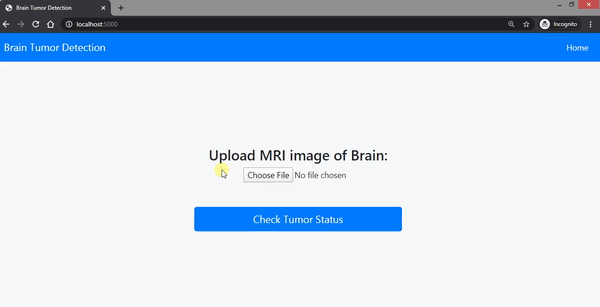 Brain Tumor Detection
localhost:5000
Incognito
Brain Tumor Detection
Home
Upload MRI image of Brain:
Choose File No file chosen
Check Tumor Status